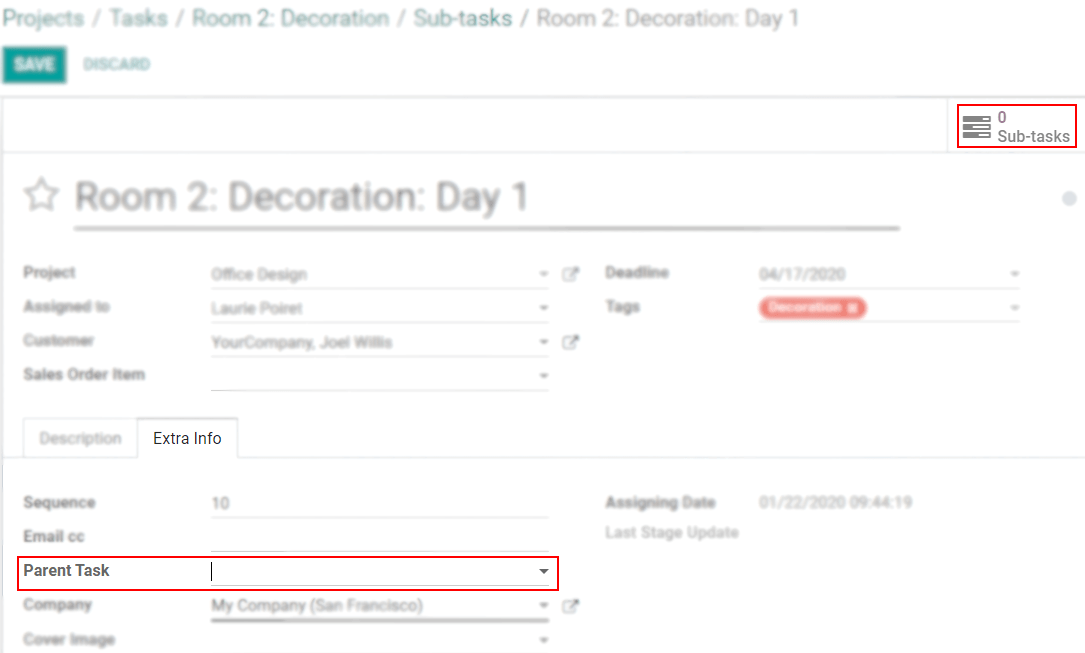 Projects / Tasks / Room 2: Decoration / Sub-tasks / Room 2: Decoration: Day 1
SAVE DISCARD
0
Sub-tasks
Room 2: Decoration: Day 1
Project Office Design Deadline 04/17/2020
Assigned to Laurie Poiret Tags Decoration
Customer YourCompany, Joel Willis
Sales Order Item
Description Extra Info
Sequence 10 Assigning Date 01/22/2020 09:44:19
Email cc Last Stage Update
Parent Task
Company My Company (San Francisco)
Cover Image